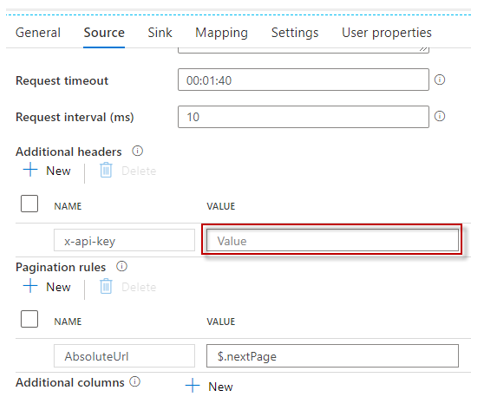 General Source Sink Mapping Settings User properties
Request timeout 00:01:40
Request interval (ms) 10
Additional headers
New Delete
NAME VALUE
x-api-key Value
Pagination rules
New Delete
NAME VALUE
AbsoluteUrl $.nextPage
Additional columns New